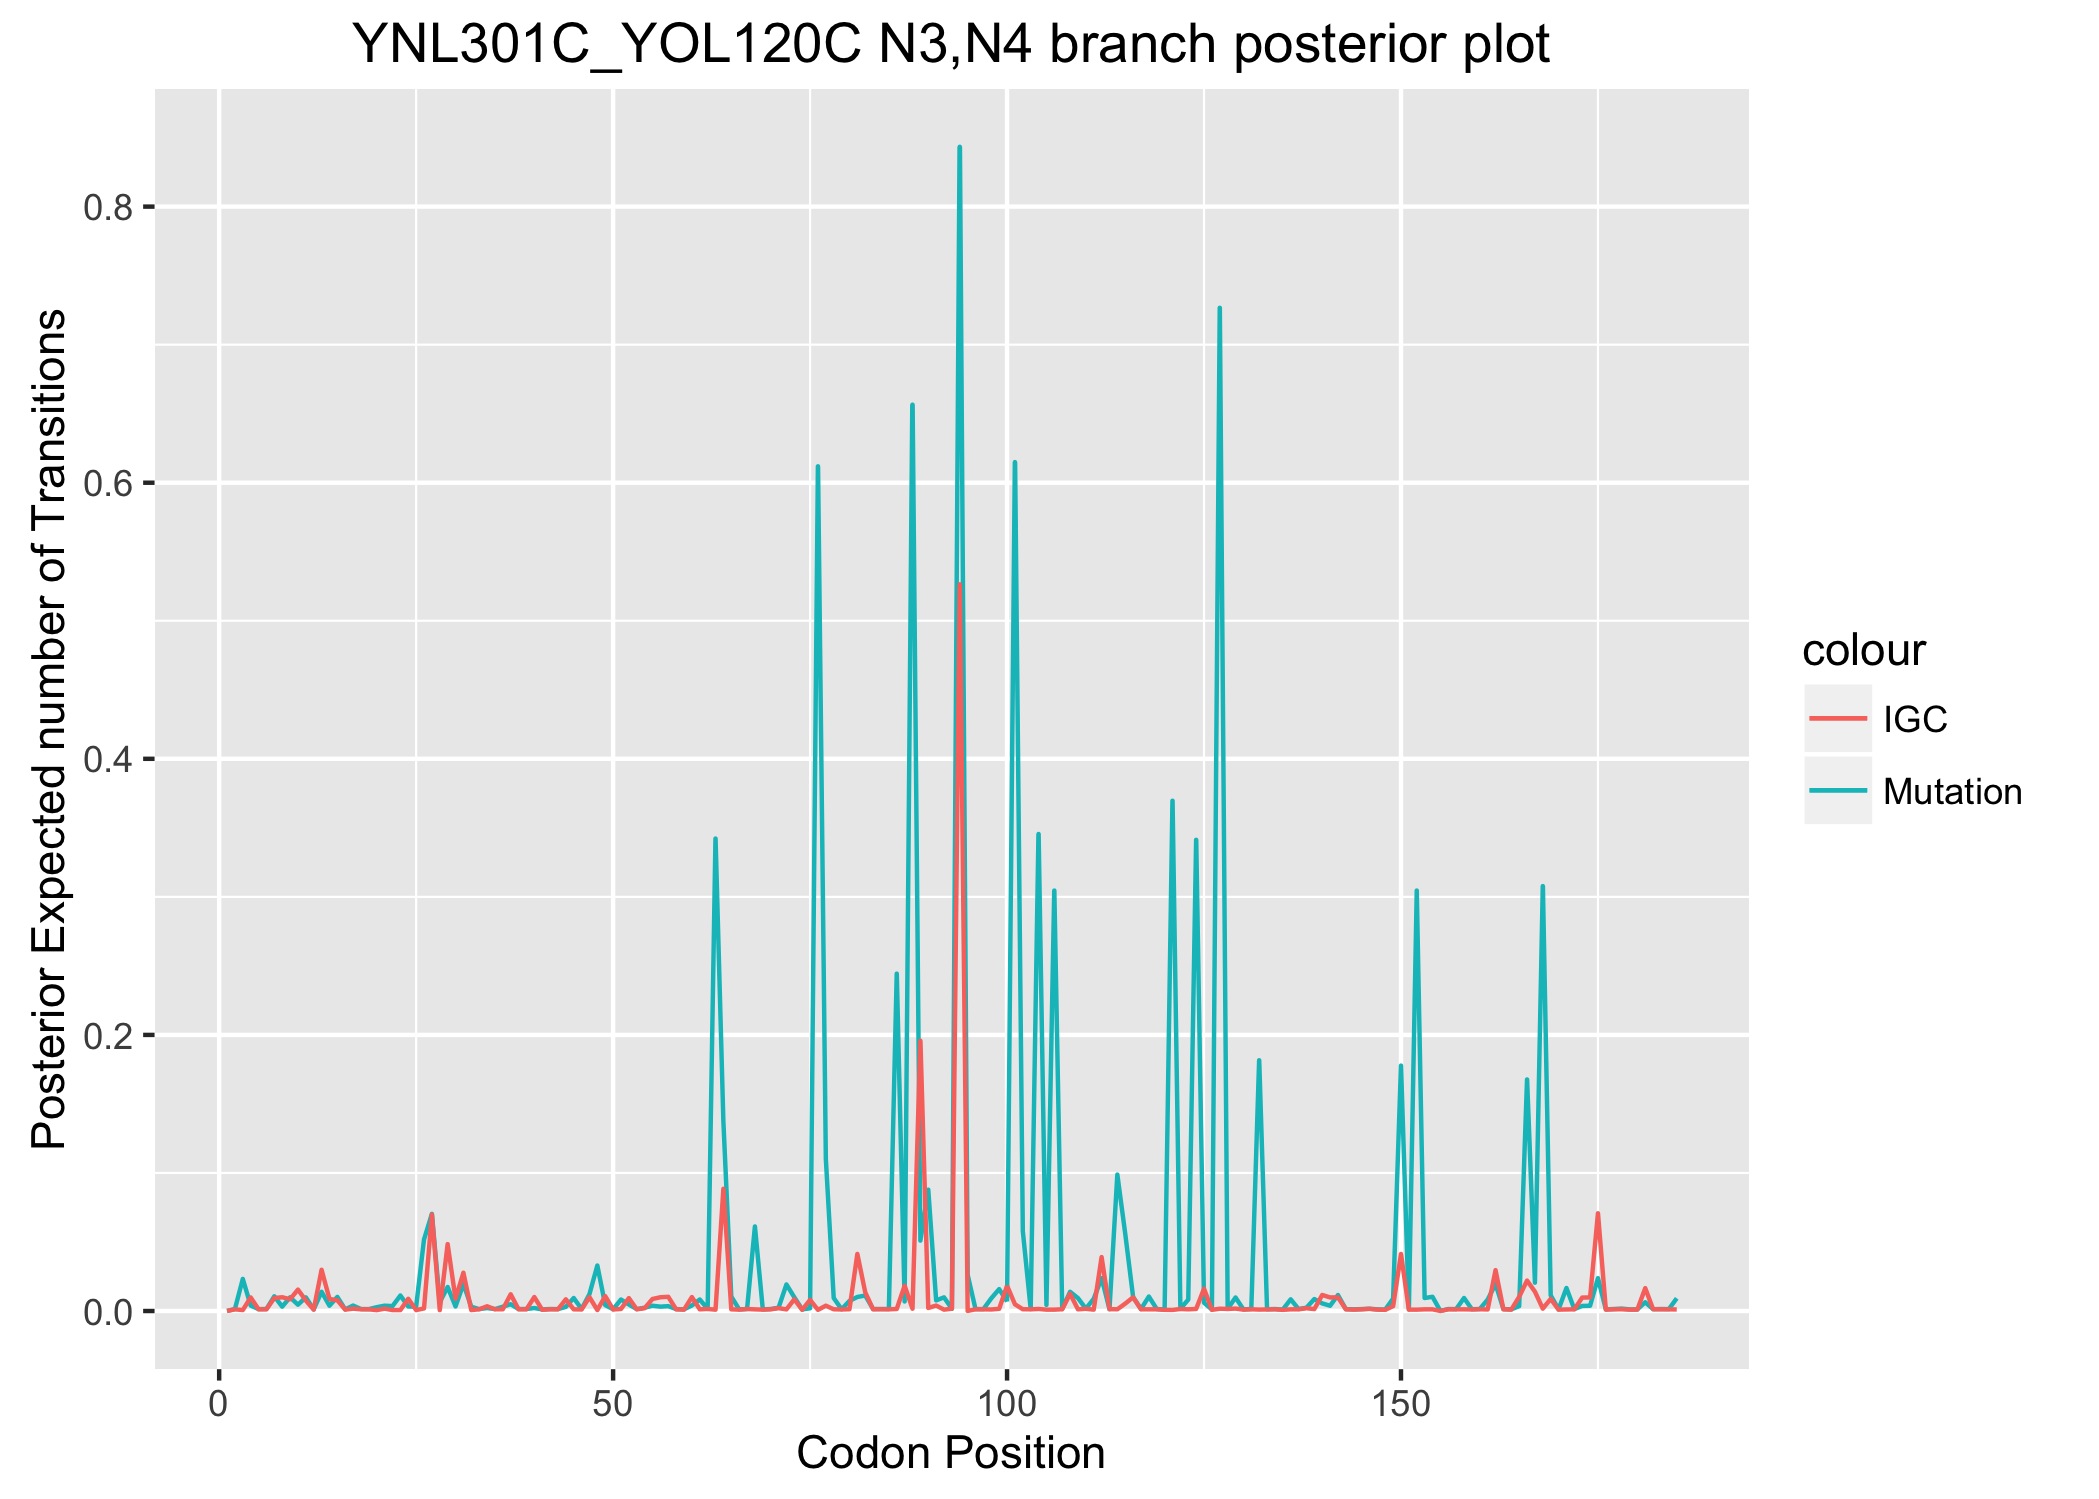 YNL301C_YOL120C N3,N4 branch posterior plot
Posterior Expected number of Transitions
0.8
0.6
0.4
0.2
0.0
0 50 100 150
Codon Position
colour
IGC
Mutation